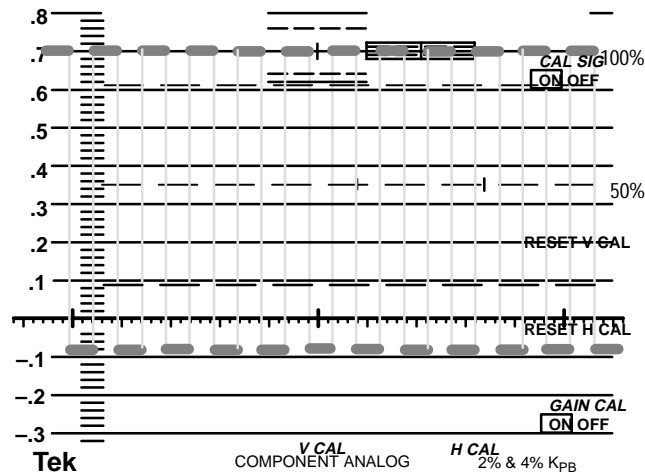 .8
.7
CAL SIG 100%
ON OFF
.6
.5
.4
50%
.3
.2 RESET V CAL
.1
RESET H CAL
–.1
–.2
GAIN CAL
ON OFF
–.3
V CAL H CAL
Tek COMPONENT ANALOG 2% & 4% KPB